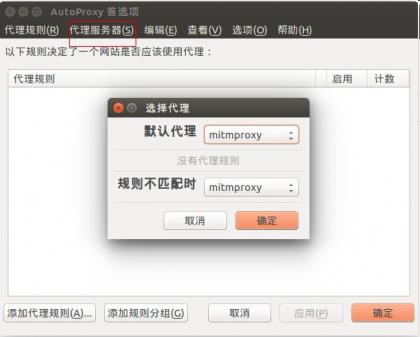 AutoProxy 首选项
代理规则(R) 代理服务器(S) 编辑(E) 查看(V) 选项(O) 帮助(H)
以下规则决定了一个网站是否应该使用代理：
代理规则 启用 计数
选择代理
默认代理 mitmproxy
没有代理规则
规则不匹配时 mitmproxy
取消 确定
添加代理规则(A)... 添加规则分组(G) 取消 应用(P) 确定